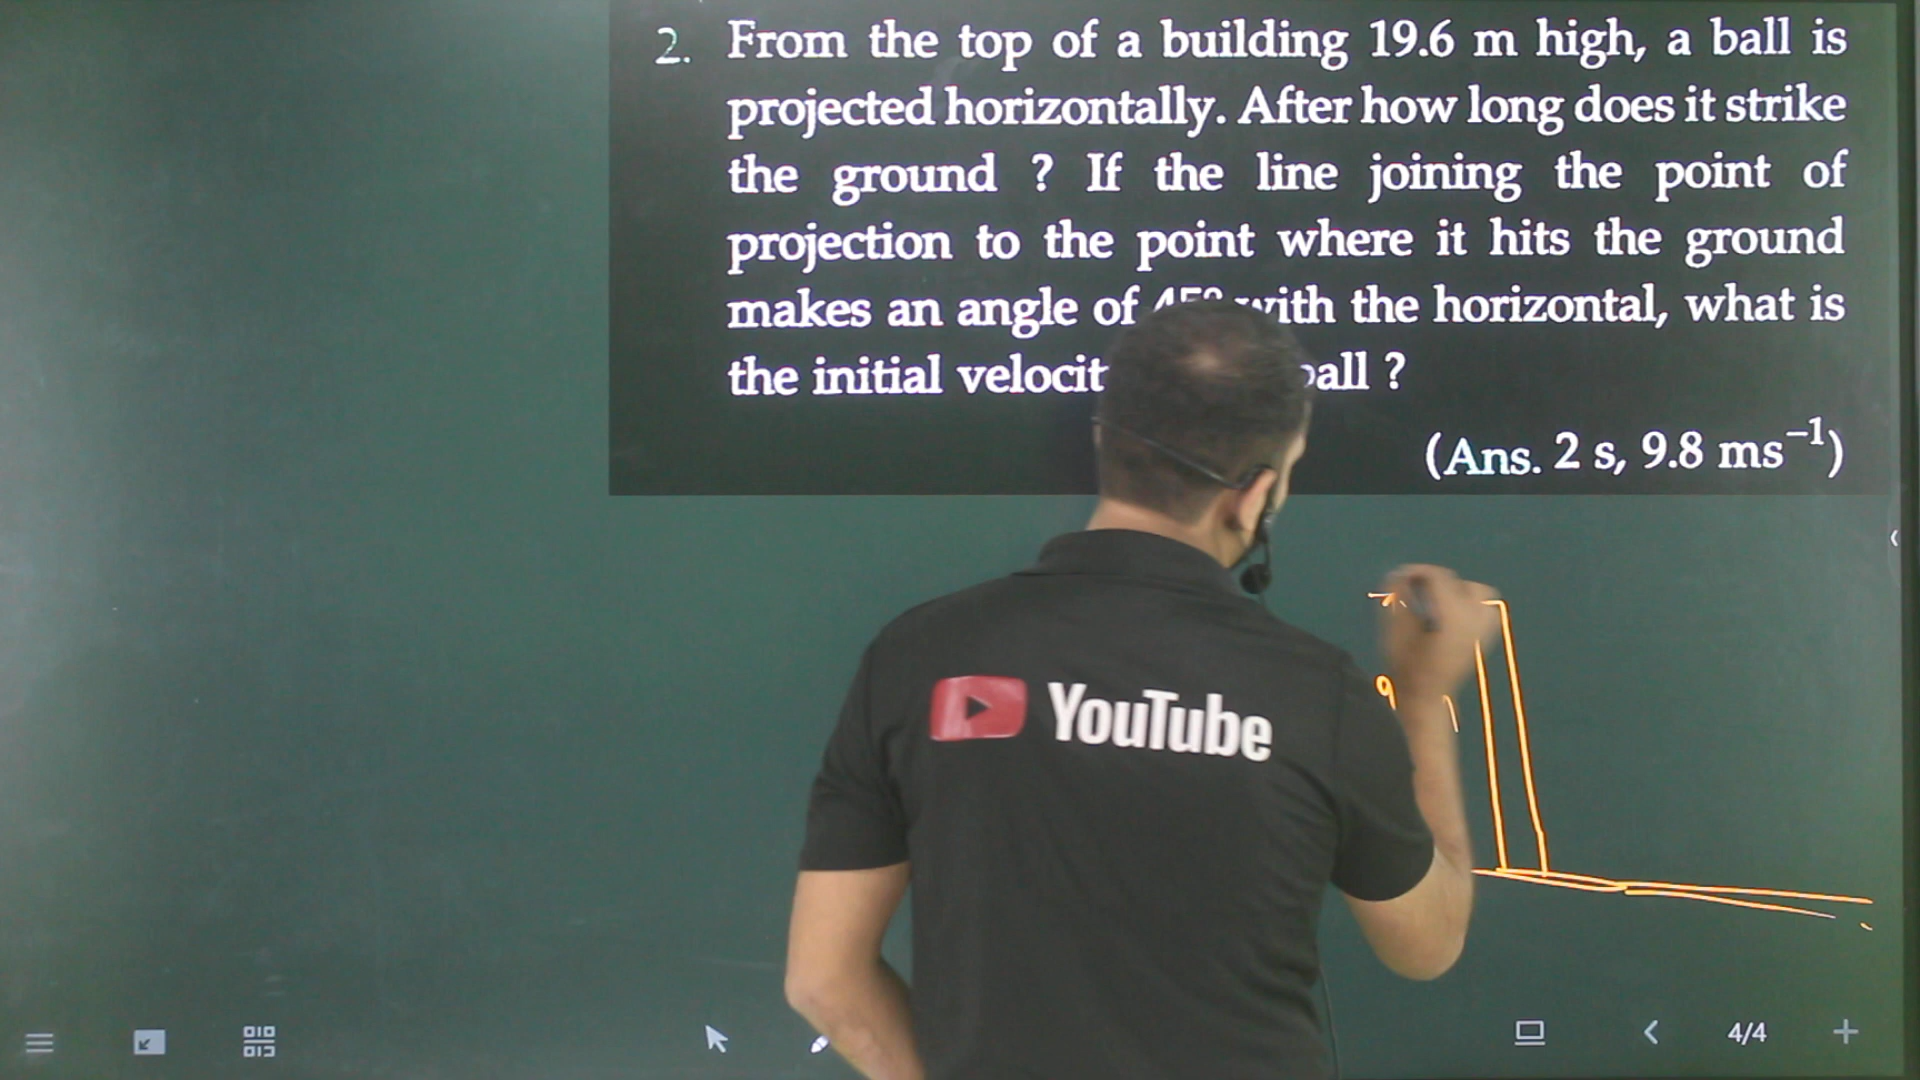 2. From the top of a building 19.6 m high, a ball is
projected horizontally. After how long does it strike
the ground ? If the line joining the point of
projection to the point where it hits the ground
makes an angle of 45° with the horizontal, what is
the initial ball ?
(Ans. 2 s, 9.8 ms⁻¹)
YouTube
9
4/4